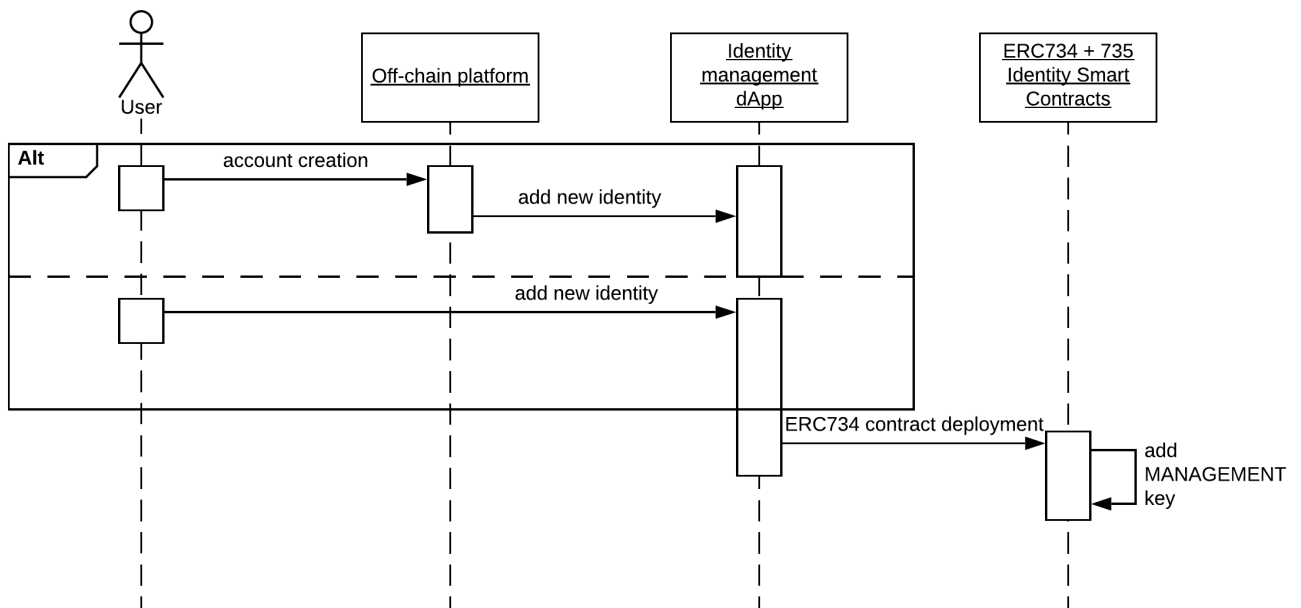 User
Off-chain platform
Identity
management
dApp
ERC734 + 735
Identity Smart
Contracts
Alt
account creation
add new identity
add new identity
ERC734 contract deployment
add
MANAGEMENT
key